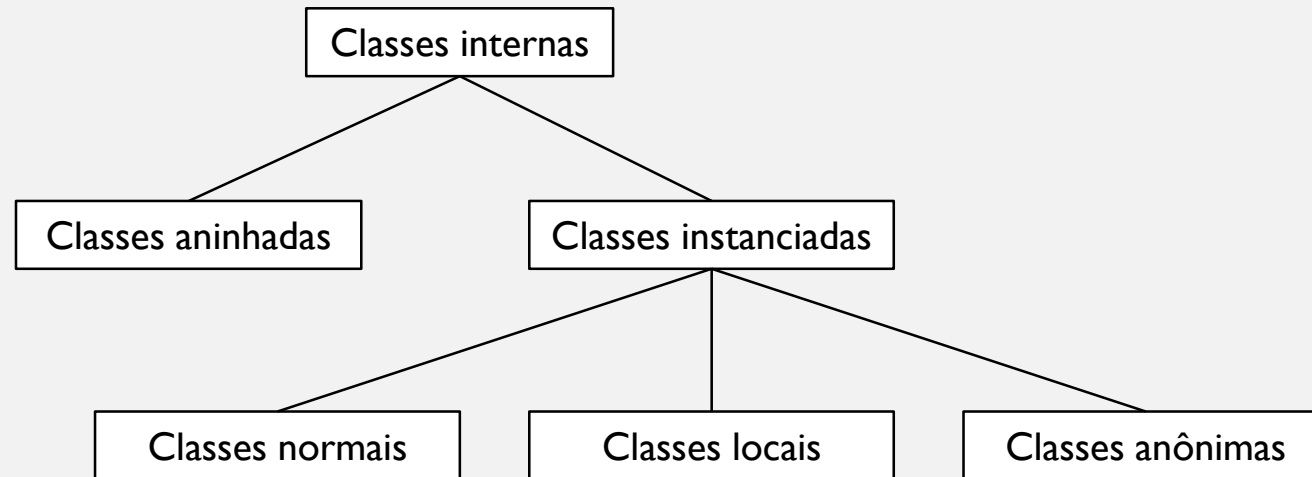 Classes internas
Classes aninhadas
Classes instanciadas
Classes normais
Classes locais
Classes anônimas